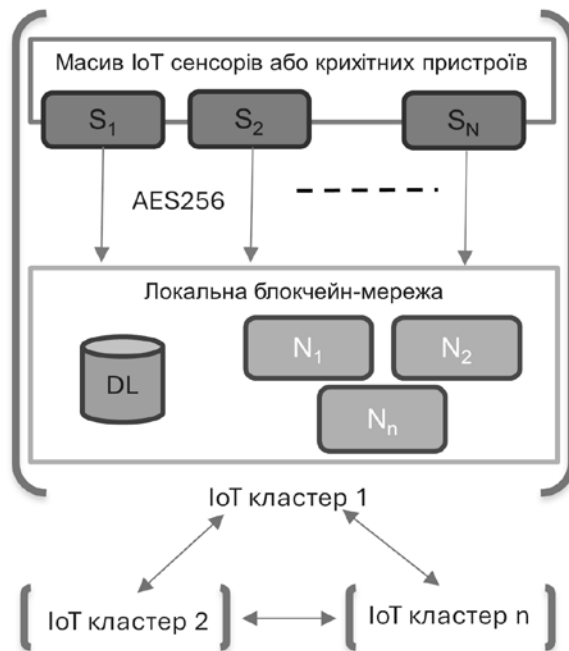 Масив IoT сенсорів або крихітних пристроїв
S₁ S₂ S_N
AES256
Локальна блокчейн-мережа
DL
N₁ N₂
Nₙ
IoT кластер 1
IoT кластер 2 IoT кластер n